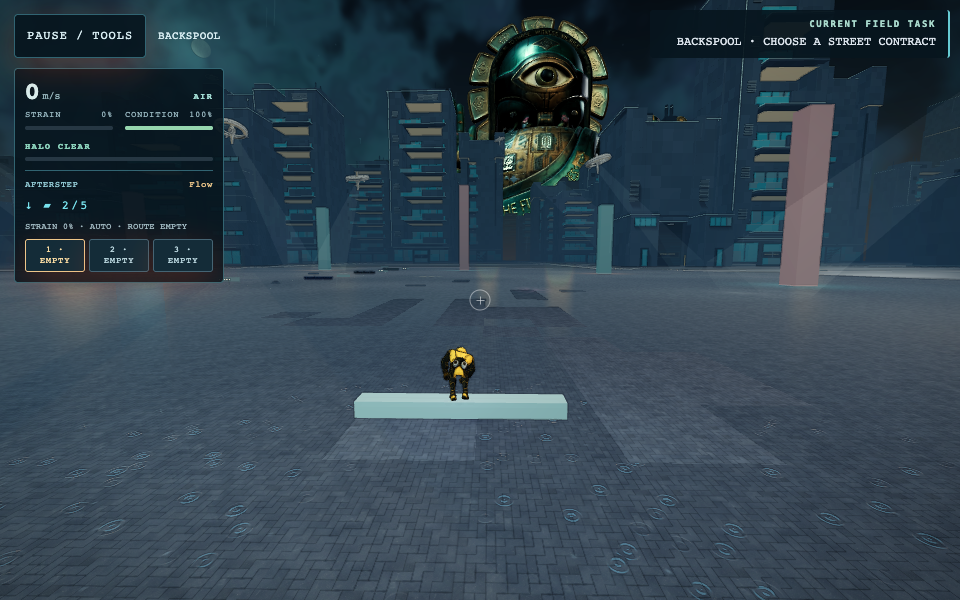 PAUSE / TOOLS
BACKSPOOL
CURRENT FIELD TASK
BACKSPOOL · CHOOSE A STREET CONTRACT
0 m/s
AIR
STRAIN 0%
CONDITION 100%
HALO CLEAR
AFTERSTEP
Flow
↓ ▰ 2/5
STRAIN 0% · AUTO · ROUTE EMPTY
1 · EMPTY
2 · EMPTY
3 · EMPTY